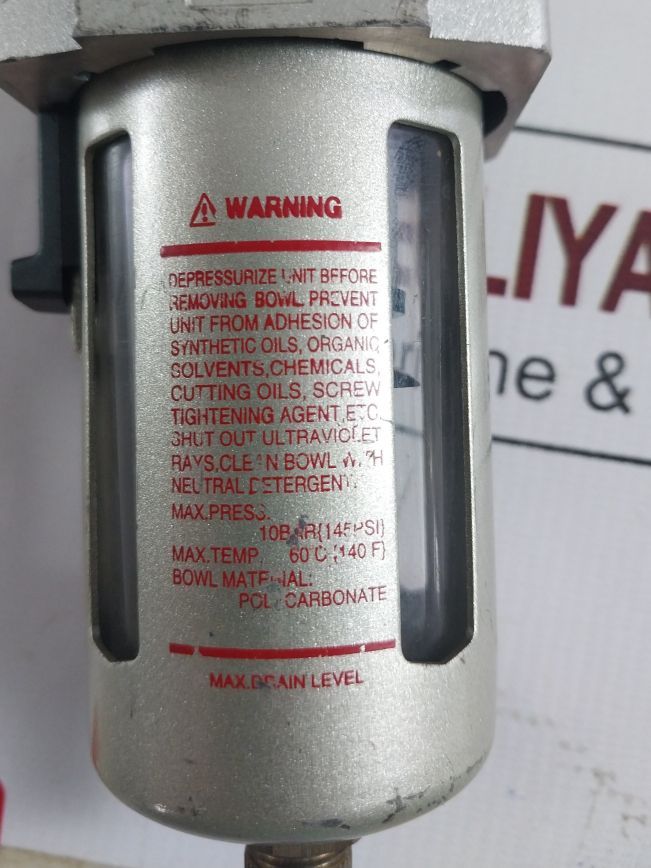 WARNING
DEPRESSURIZE UNIT BEFORE
REMOVING BOWL PREVENT
UNIT FROM ADHESION OF
SYNTHETIC OILS, ORGANIC
SOLVENTS,CHEMICALS,
CUTTING OILS, SCREW
TIGHTENING AGENT,ETC.
SHUT OUT ULTRAVIOLET
RAYS,CLEAN BOWL WITH
NEUTRAL DETERGENT.
MAX.PRESS.
10BAR{145PSI}
MAX.TEMP. 60°C {140°F}
BOWL MATERIAL:
POLYCARBONATE
MAX.DRAIN LEVEL
LIYA
ne &